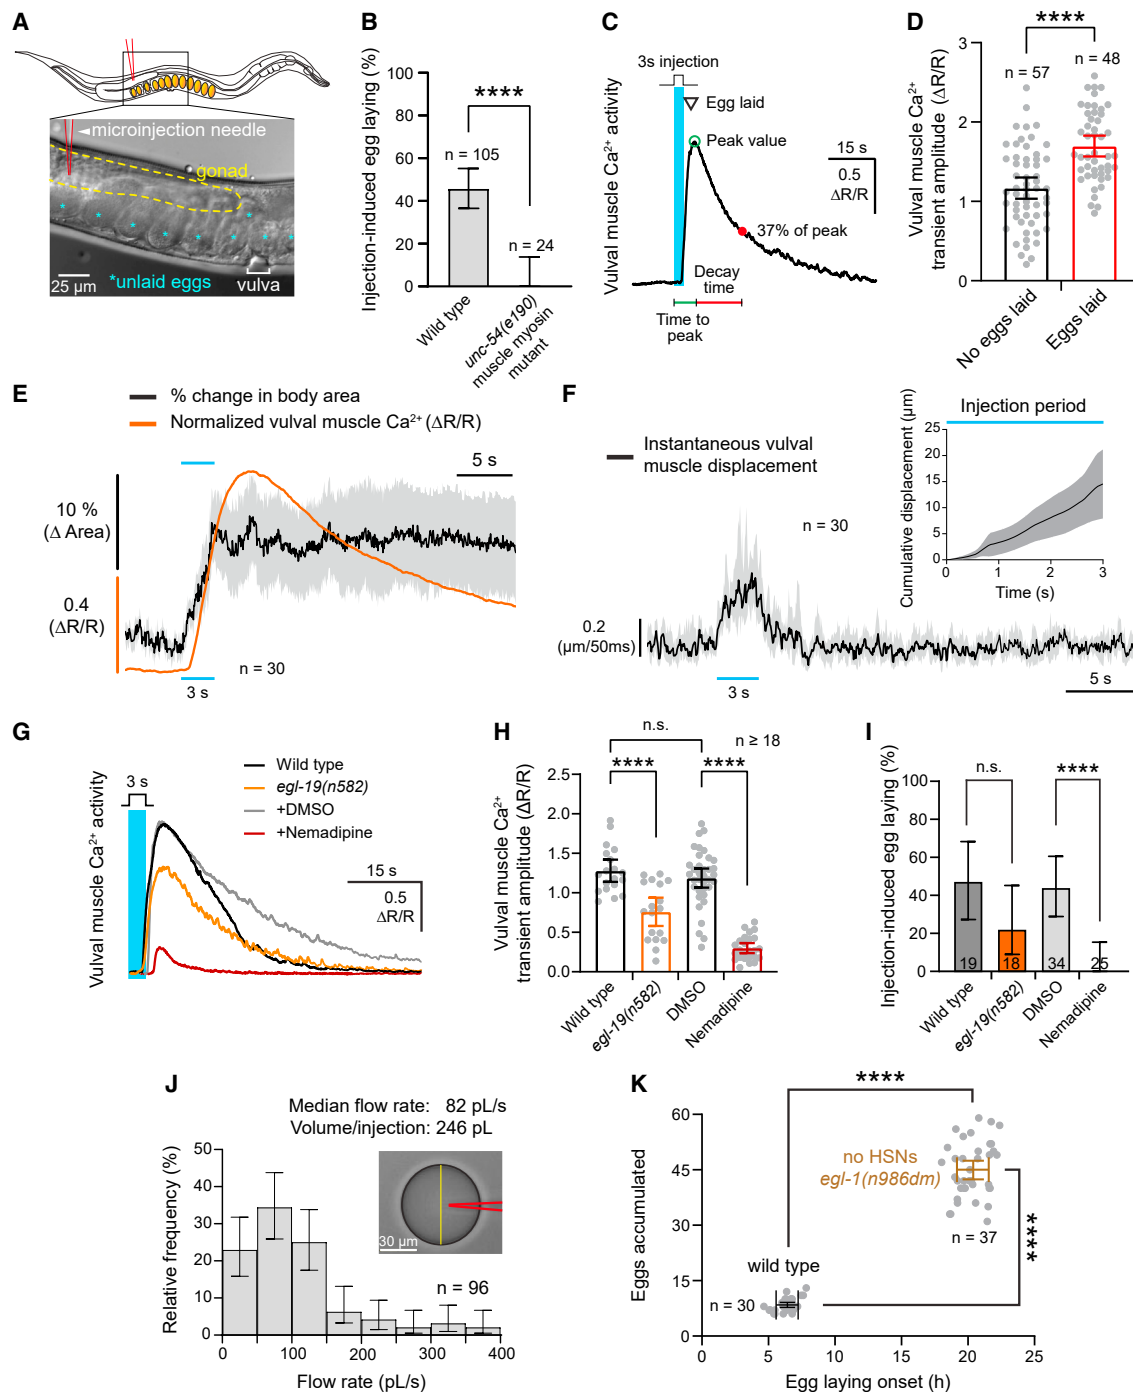 A
microinjection needle
gonad
*unlaid eggs
25 µm
vulva
B
Injection-induced egg laying (%)
100
80
60
40
20
0
****
n = 105
n = 24
Wild type
unc-54(e190)
muscle myosin
mutant
C
Vulval muscle Ca²⁺ activity
3s injection
Egg laid
Peak value
15 s
0.5
ΔR/R
37% of peak
Decay
time
Time to
peak
D
Vulval muscle Ca²⁺
transient amplitude (ΔR/R)
3
2
1
0
****
n = 57
n = 48
No eggs laid
Eggs laid
E
% change in body area
Normalized vulval muscle Ca²⁺ (ΔR/R)
5 s
10 %
(Δ Area)
0.4
(ΔR/R)
n = 30
3 s
F
Instantaneous vulval
muscle displacement
n = 30
0.2
(µm/50ms)
3 s
5 s
Injection period
Cumulative displacement (µm)
25
20
15
10
5
0
1
2
3
Time (s)
G
Vulval muscle Ca²⁺ activity
3 s
Wild type
egl-19(n582)
+DMSO
+Nemadipine
15 s
0.5
ΔR/R
H
Vulval muscle Ca²⁺
transient amplitude (ΔR/R)
n.s.
n ≥ 18
****
****
2.5
2.0
1.5
1.0
0.5
0.0
Wild type
egl-19(n582)
DMSO
Nemadipine
I
Injection-induced egg laying (%)
n.s.
****
100
80
60
40
20
0
19
18
34
25
Wild type
egl-19(n582)
DMSO
Nemadipine
J
Median flow rate: 82 pL/s
Volume/injection: 246 pL
Relative frequency (%)
50
40
30
20
10
0
30 µm
n = 96
0
100
200
300
400
Flow rate (pL/s)
K
****
Eggs accumulated
60
45
30
15
0
no HSNs
egl-1(n986dm)
n = 37
****
wild type
n = 30
0
5
10
15
20
25
Egg laying onset (h)